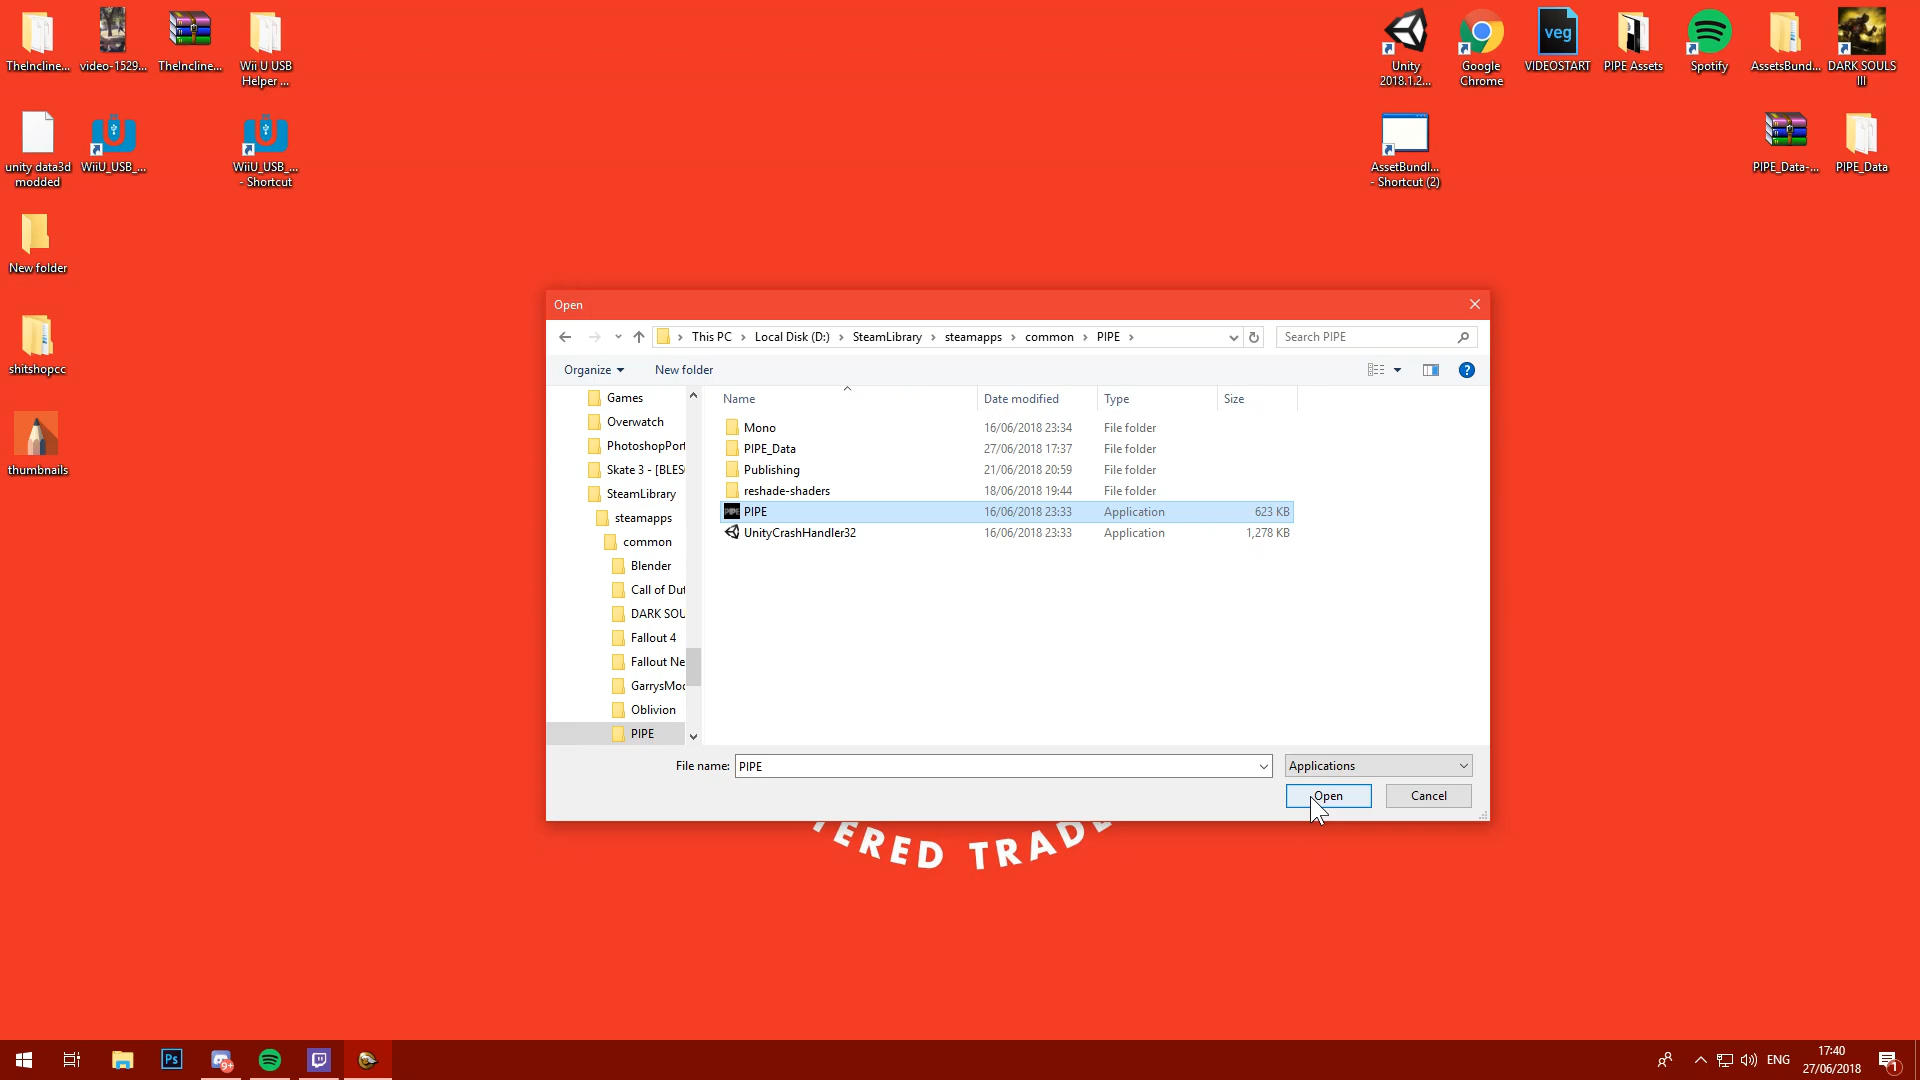 TheIncline...
video-1529...
TheIncline...
Wii U USB
Helper ...
Unity
2018.1.2...
Google
Chrome
veg
VIDEOSTART
PIPE Assets
Spotify
AssetsBund...
DARK SOULS
III
unity data3d
modded
WiiU_USB_...
WiiU_USB_...
- Shortcut
AssetBundl...
- Shortcut (2)
PIPE_Data-...
PIPE_Data
New folder
shitshopcc
thumbnails
Open
This PC > Local Disk (D:) > SteamLibrary > steamapps > common > PIPE >
Search PIPE
Organize
New folder
?
Games
Overwatch
PhotoshopPort
Skate 3 - [BLES
SteamLibrary
steamapps
common
Blender
Call of Dut
DARK SOU
Fallout 4
Fallout Ne
GarrysMod
Oblivion
PIPE
Name Date modified Type Size
Mono 16/06/2018 23:34 File folder
PIPE_Data 27/06/2018 17:37 File folder
Publishing 21/06/2018 20:59 File folder
reshade-shaders 18/06/2018 19:44 File folder
PIPE 16/06/2018 23:33 Application 623 KB
UnityCrashHandler32 16/06/2018 23:33 Application 1,278 KB
File name: PIPE
Applications
Open
Cancel
TERED TRADE
Ps
9+
ENG
17:40
27/06/2018
1